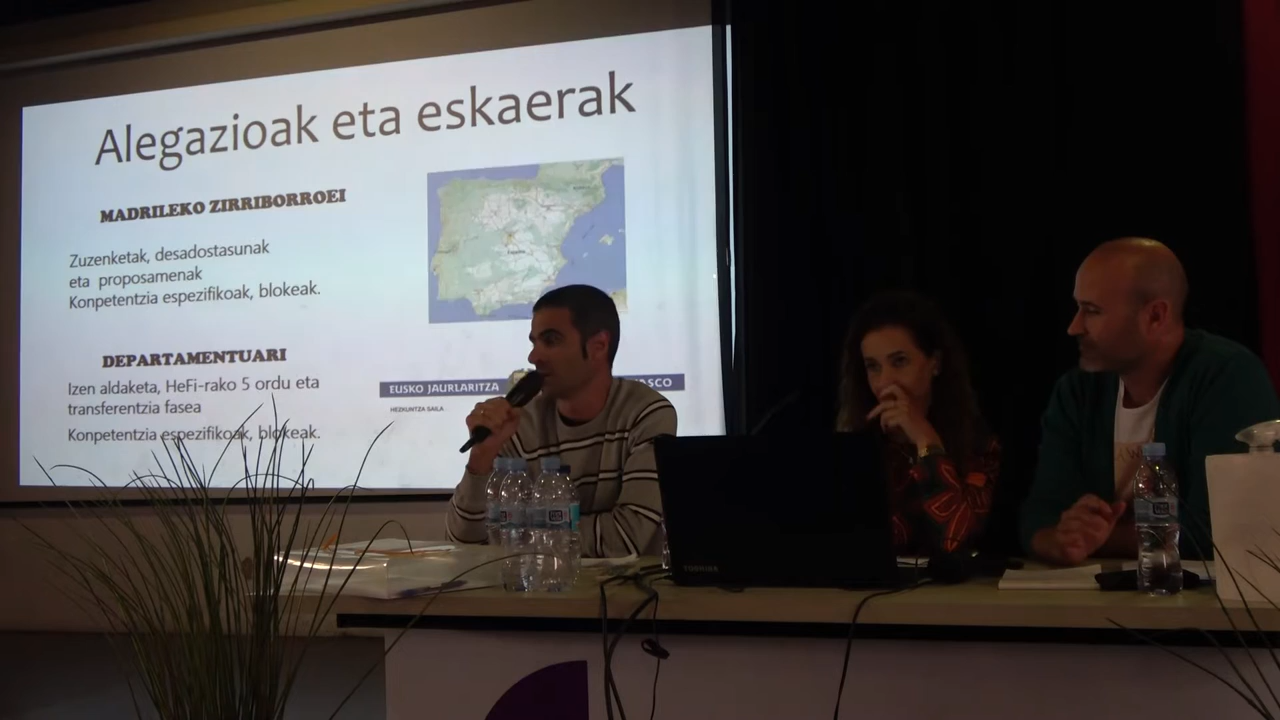 Alegazioak eta eskaerak
MADRILEKO ZIRRIBORROEI
Zuzenketak, desadostasunak
eta proposamenak
Konpetentzia espezifikoak, blokeak.
DEPARTAMENTUARI
Izen aldaketa, HeFi-rako 5 ordu eta
transferentzia fasea
Konpetentzia espezifikoak, blokeak.
EUSKO JAURLARITZA
VASCO
HEZKUNTZA SAILA
TOSHIBA